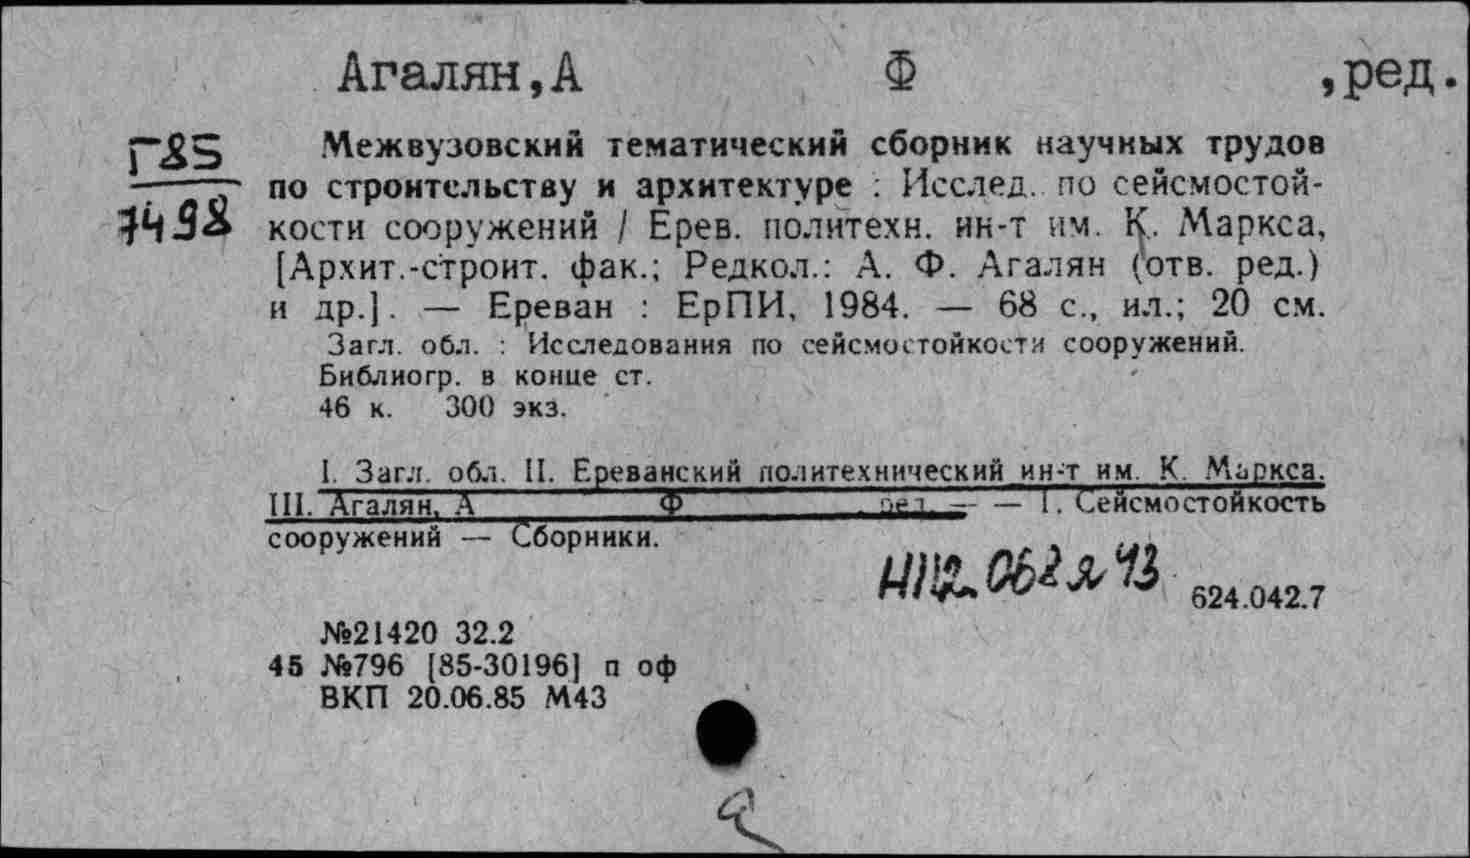 Агалян,А Ф ,ред.
Г85
7498
Межвузовский тематический сборник научных трудов
по строительству и архитектуре : Исслед. по сейсмостой-
кости сооружений / Ерев. политехн. ин-т им. К. Маркса,
[Архит.-строит. фак.; Редкол.: А. Ф. Агалян (отв. ред.)
и др.]. — Ереван : ЕрПИ, 1984. — 68 с., ил.; 20 см.
Загл. обл. : Исследования по сейсмостойкости сооружений.
Библиогр. в конце ст.
46 к. 300 экз.
I. Загл. обл. II. Ереванский политехнический ин-т им. К. Маркса.
III. Агалян, А Ф , ред. — — 1. Сейсмостойкость
сооружений — Сборники.
624.042.7
№21420 32.2
45 №796 [85-30196] п оф
ВКП 20.06.85 М43